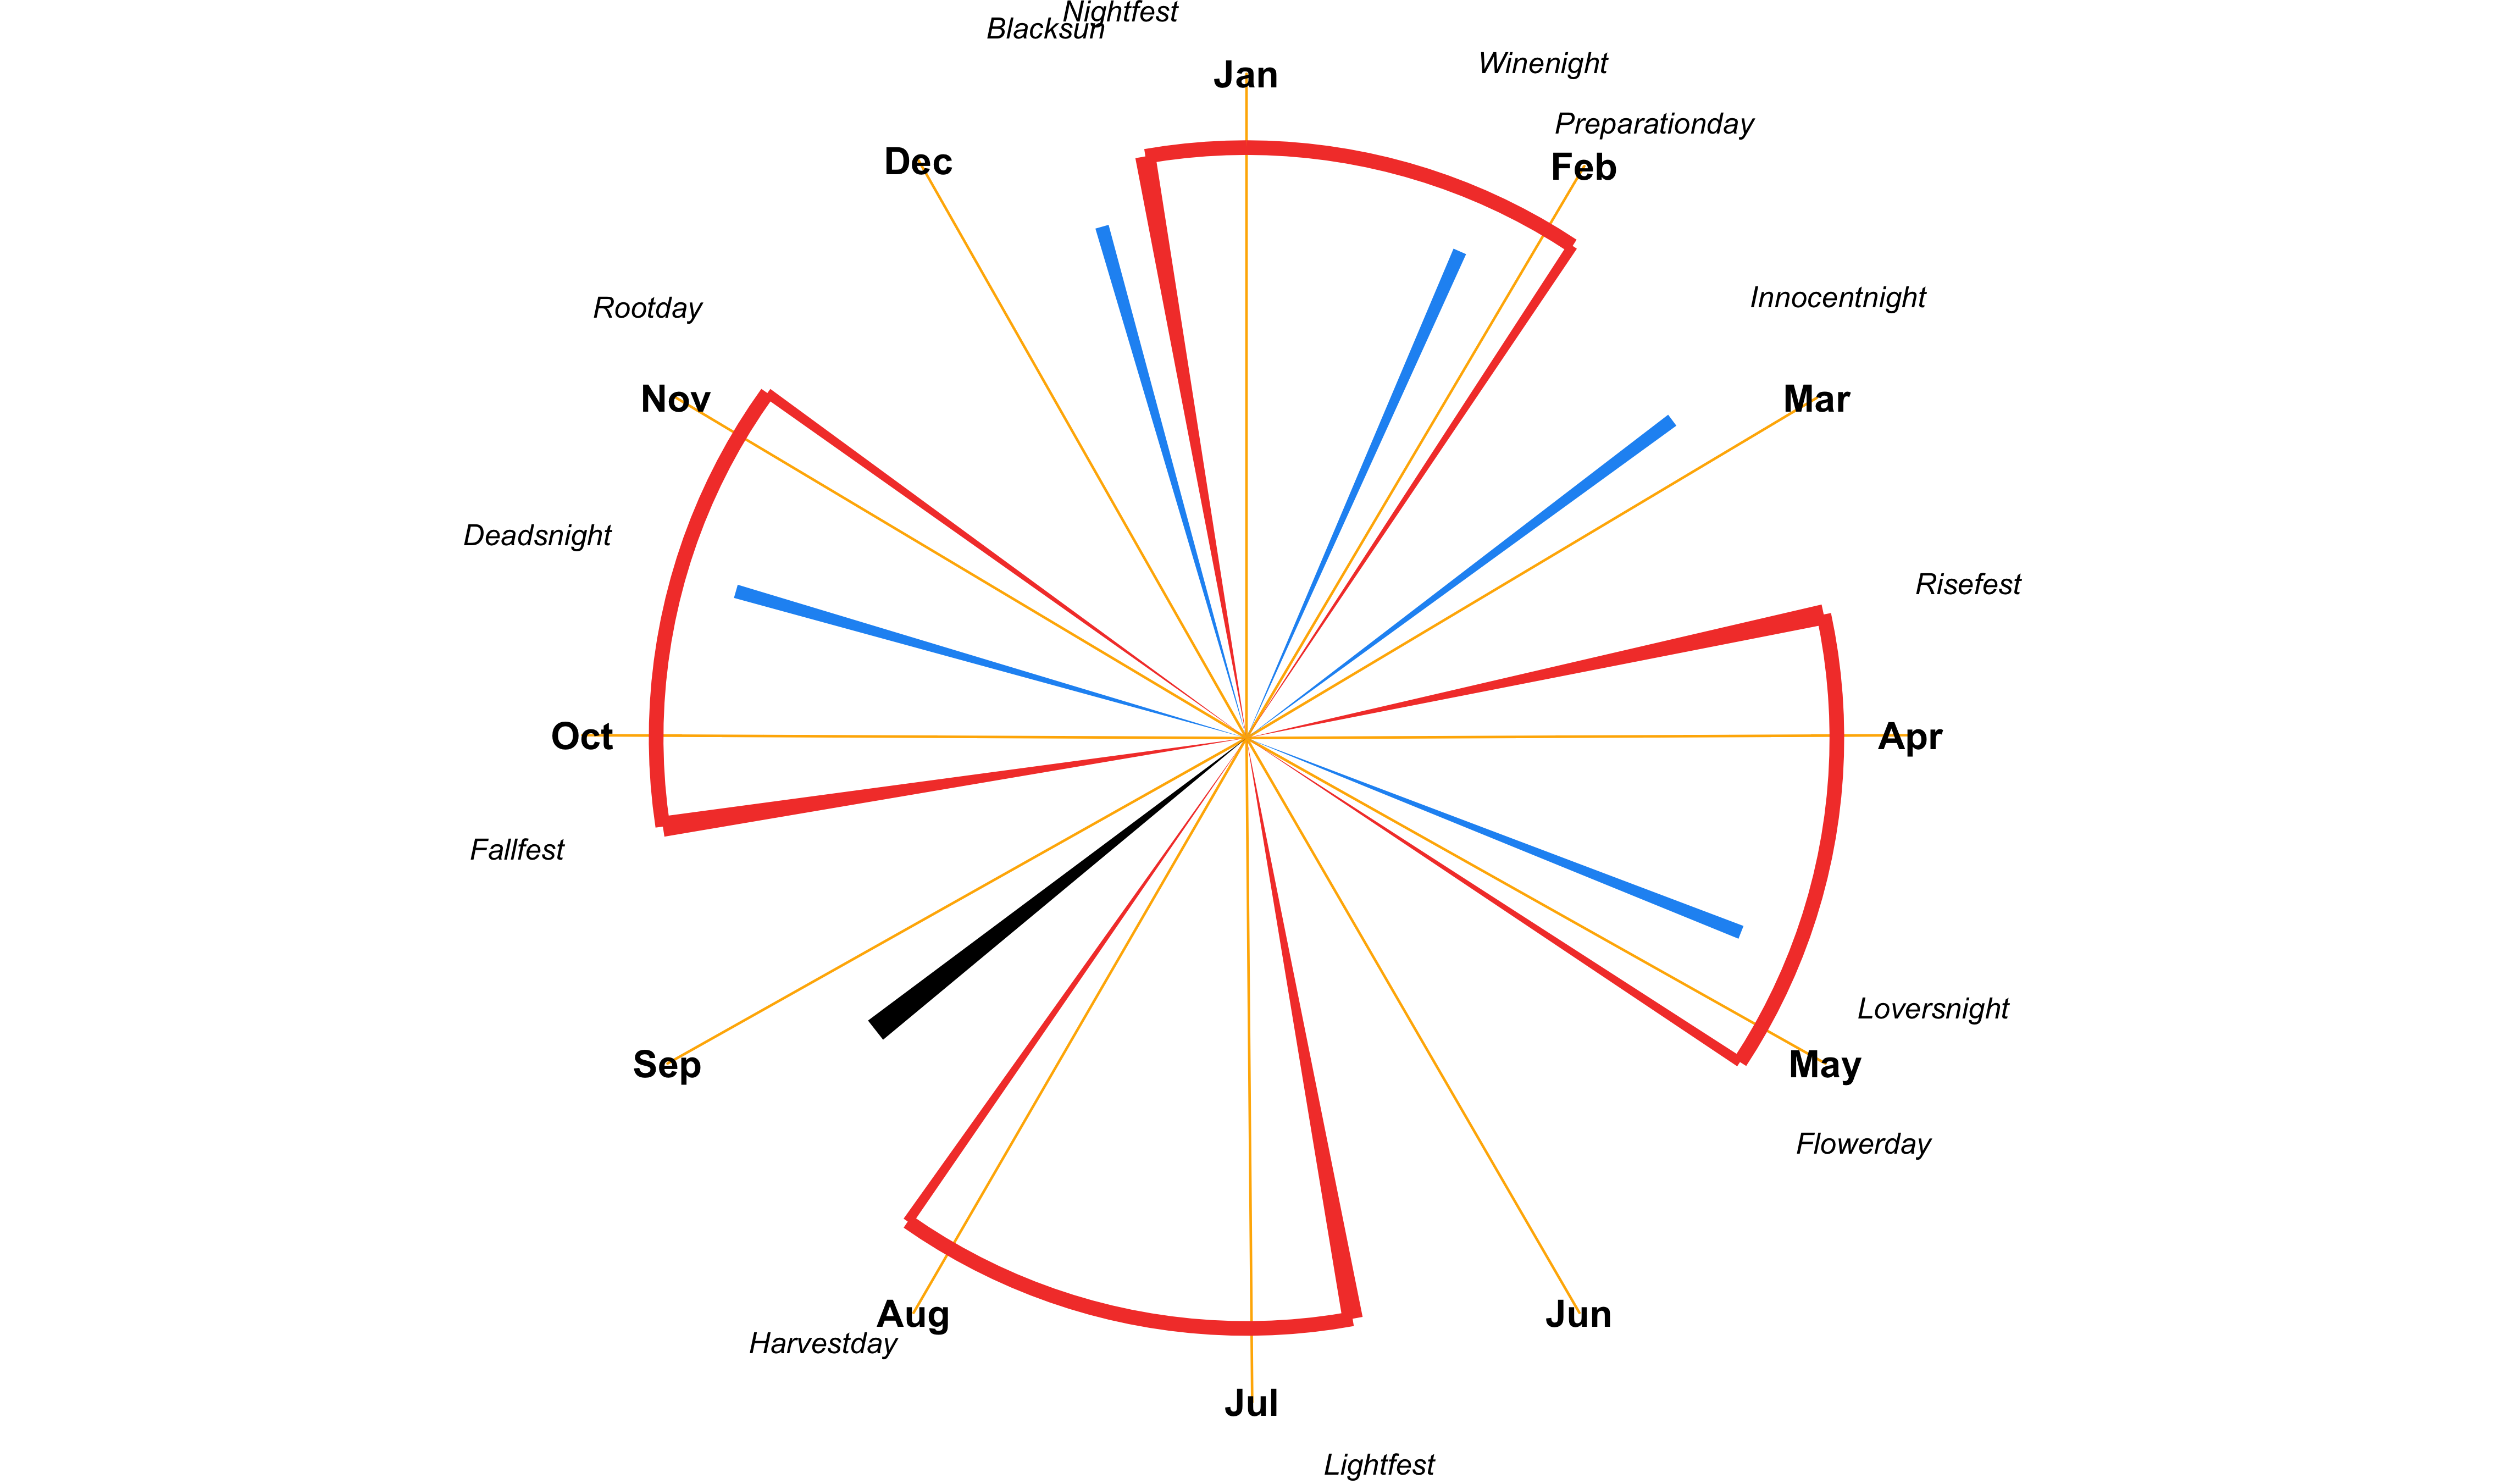 Nightfest
Blacksun
Jan
Winenight
Preparationday
Dec
Feb
Innocentnight
Rootday
Nov
Mar
Deadsnight
Risefest
Oct
Apr
Fallfest
Loversnight
Sep
May
Flowerday
Aug
Jun
Harvestday
Jul
Lightfest